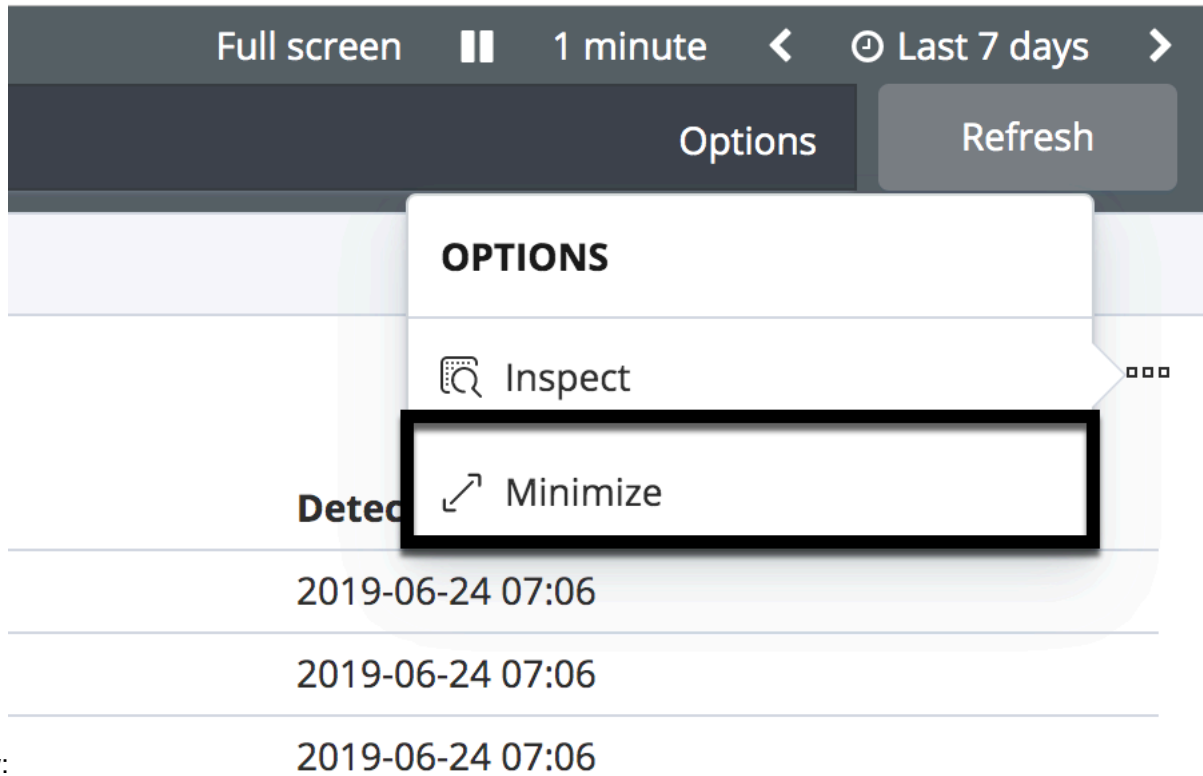 Full screen 1 minute Last 7 days
Options Refresh
OPTIONS
Inspect
Minimize
2019-06-24 07:06
2019-06-24 07:06
2019-06-24 07:06